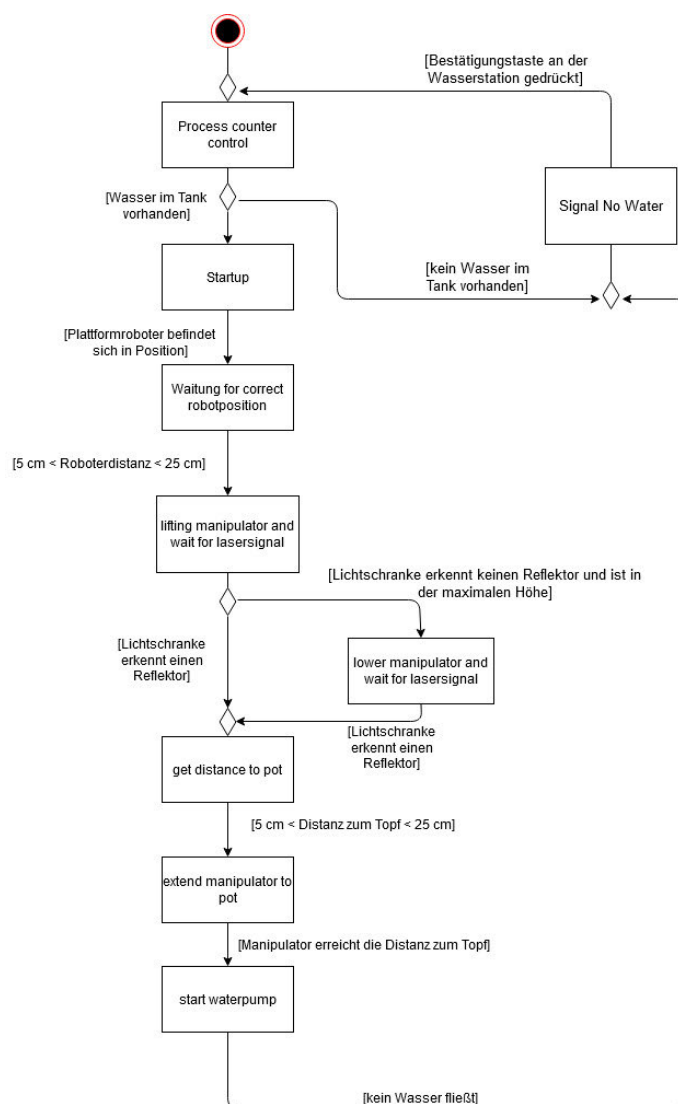 [Bestätigungstaste an der
Wasserstation gedrückt]
Process counter
control
[Wasser im Tank
vorhanden]
Signal No Water
Startup
[kein Wasser im
Tank vorhanden]
[Plattformroboter befindet
sich in Position]
Waitung for correct
robotposition
[5 cm < Roboterdistanz < 25 cm]
lifting manipulator and
wait for lasersignal
[Lichtschranke erkennt keinen Reflektor und ist in
der maximalen Höhe]
[Lichtschranke
erkennt einen
Reflektor]
lower manipulator and
wait for lasersignal
[Lichtschranke
erkennt einen
Reflektor]
get distance to pot
[5 cm < Distanz zum Topf < 25 cm]
extend manipulator to
pot
[Manipulator erreicht die Distanz zum Topf]
start waterpump
[kein Wasser fließt]